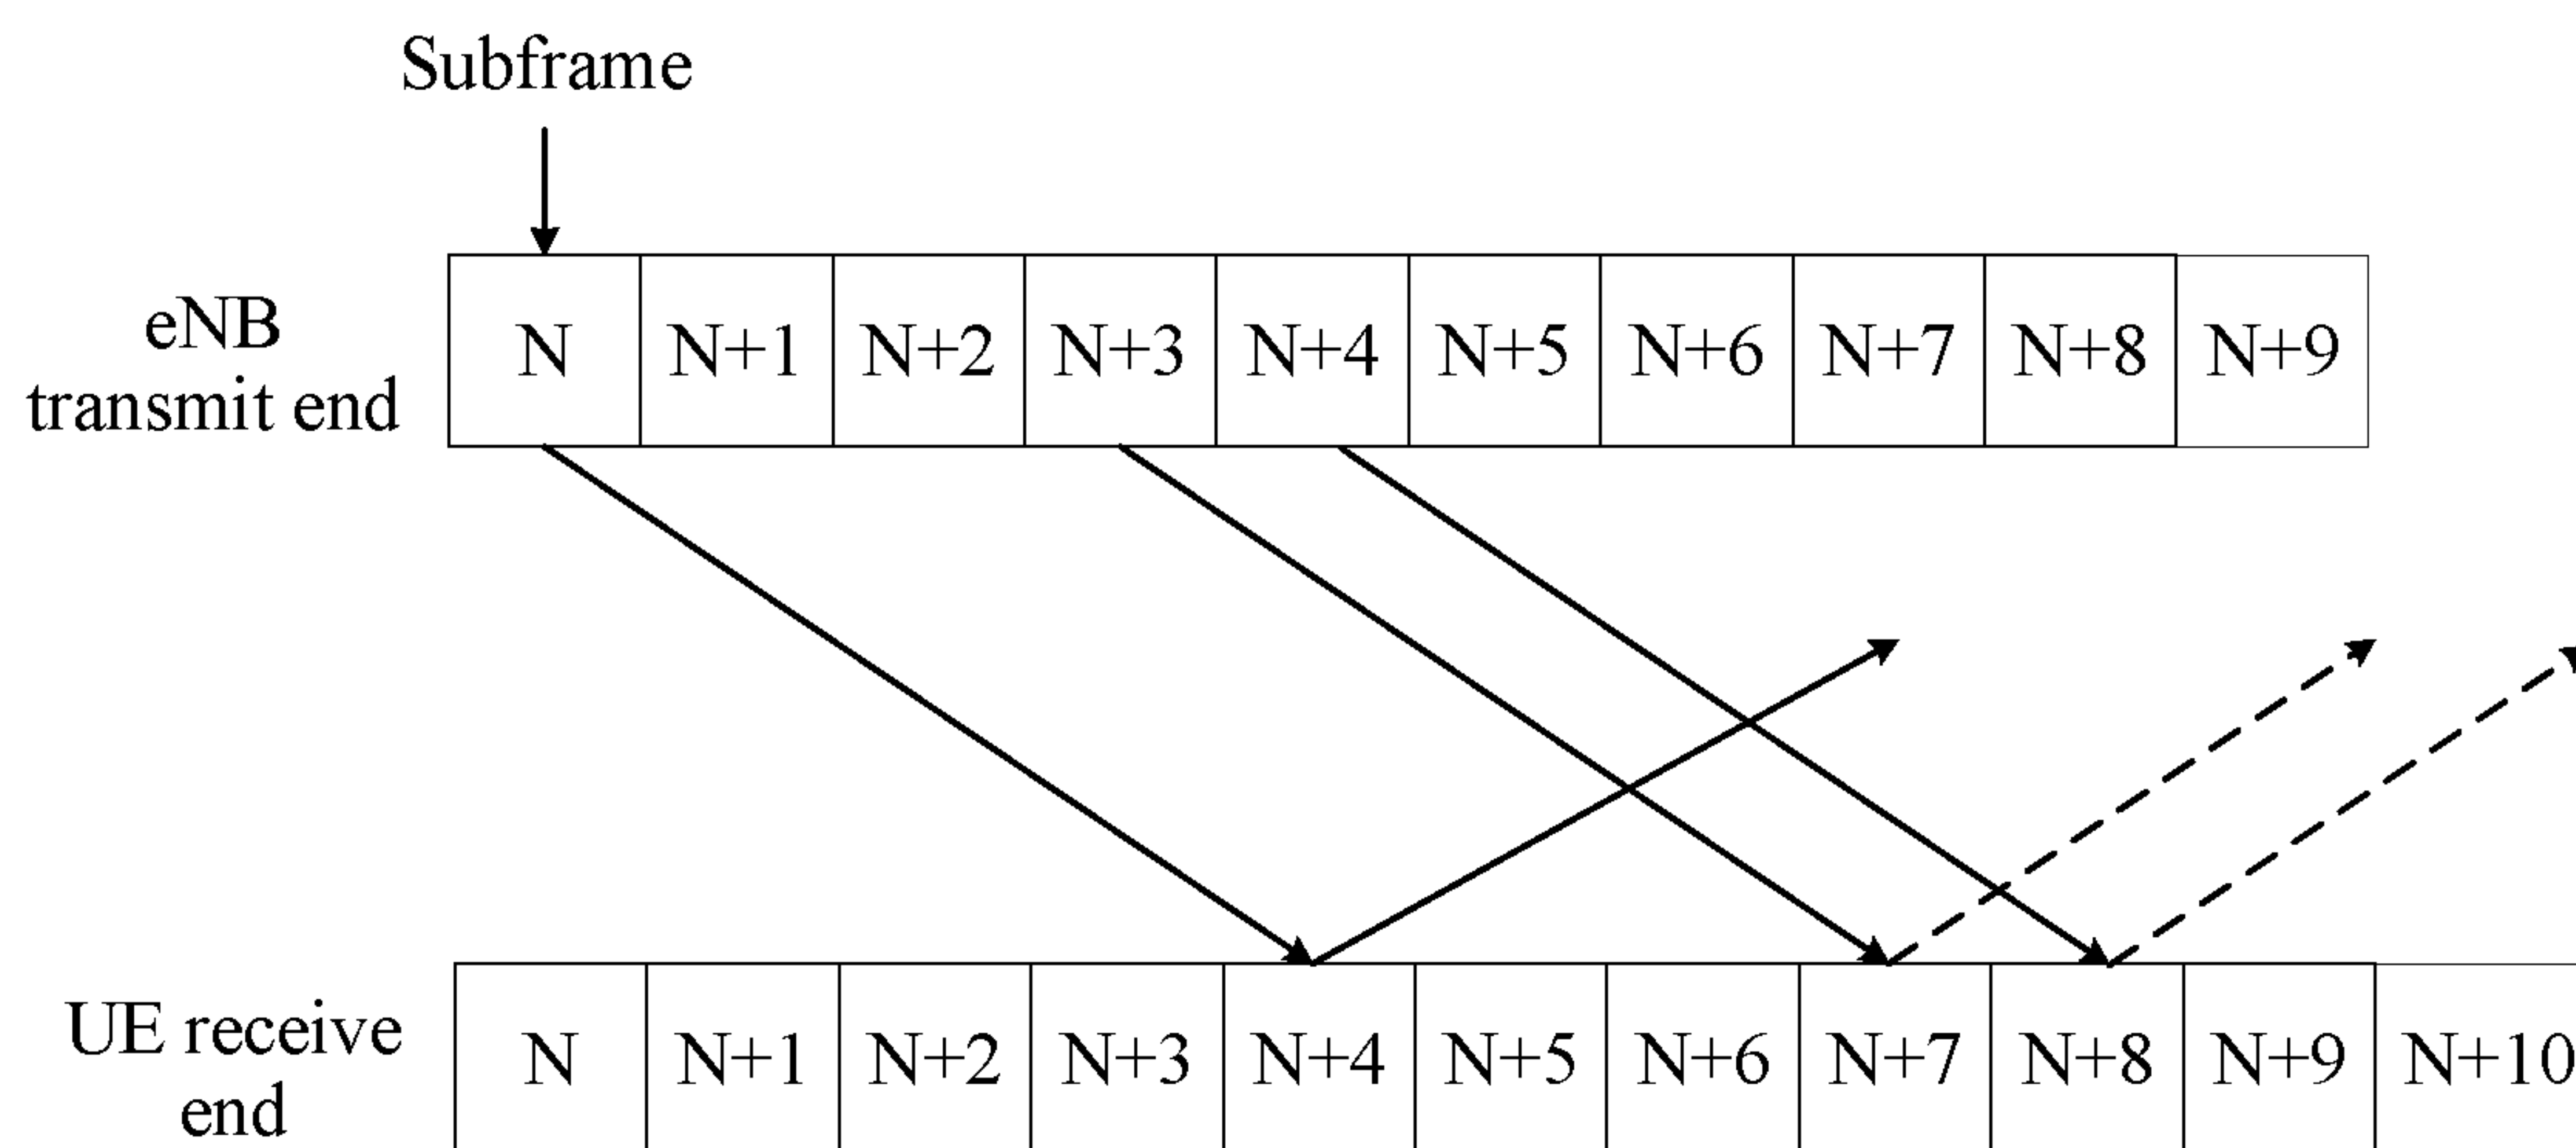 Subframe
eNB
transmit end
N N+1 N+2 N+3 N+4 N+5 N+6 N+7 N+8 N+9
UE receive
end
N N+1 N+2 N+3 N+4 N+5 N+6 N+7 N+8 N+9 N+10